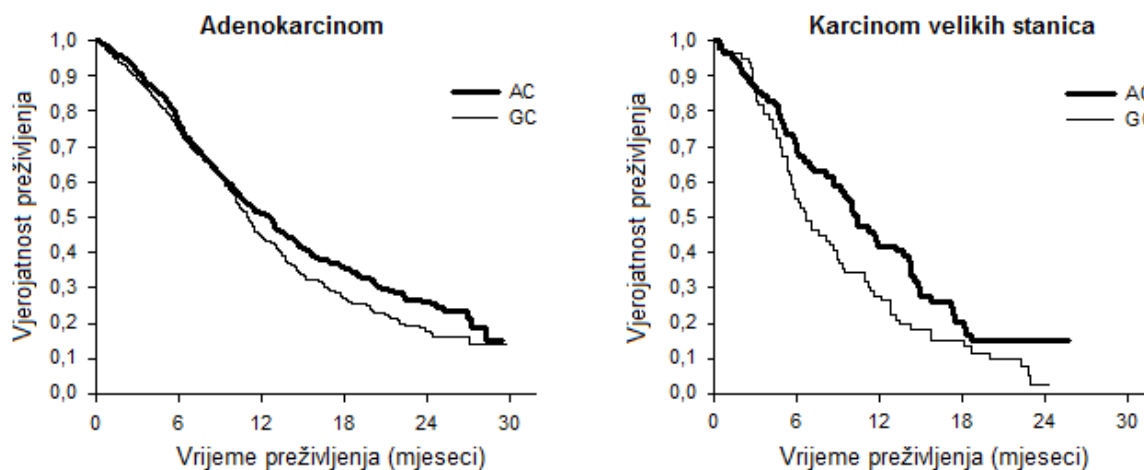 Adenokarcinom
Vjerojatnost preživljenja
1,0
0,9
0,8
0,7
0,6
0,5
0,4
0,3
0,2
0,1
0,0
AC
GC
0 6 12 18 24 30
Vrijeme preživljenja (mjeseci)
Karcinom velikih stanica
Vjerojatnost preživljenja
1,0
0,9
0,8
0,7
0,6
0,5
0,4
0,3
0,2
0,1
0,0
AC
GC
0 6 12 18 24 30
Vrijeme preživljenja (mjeseci)